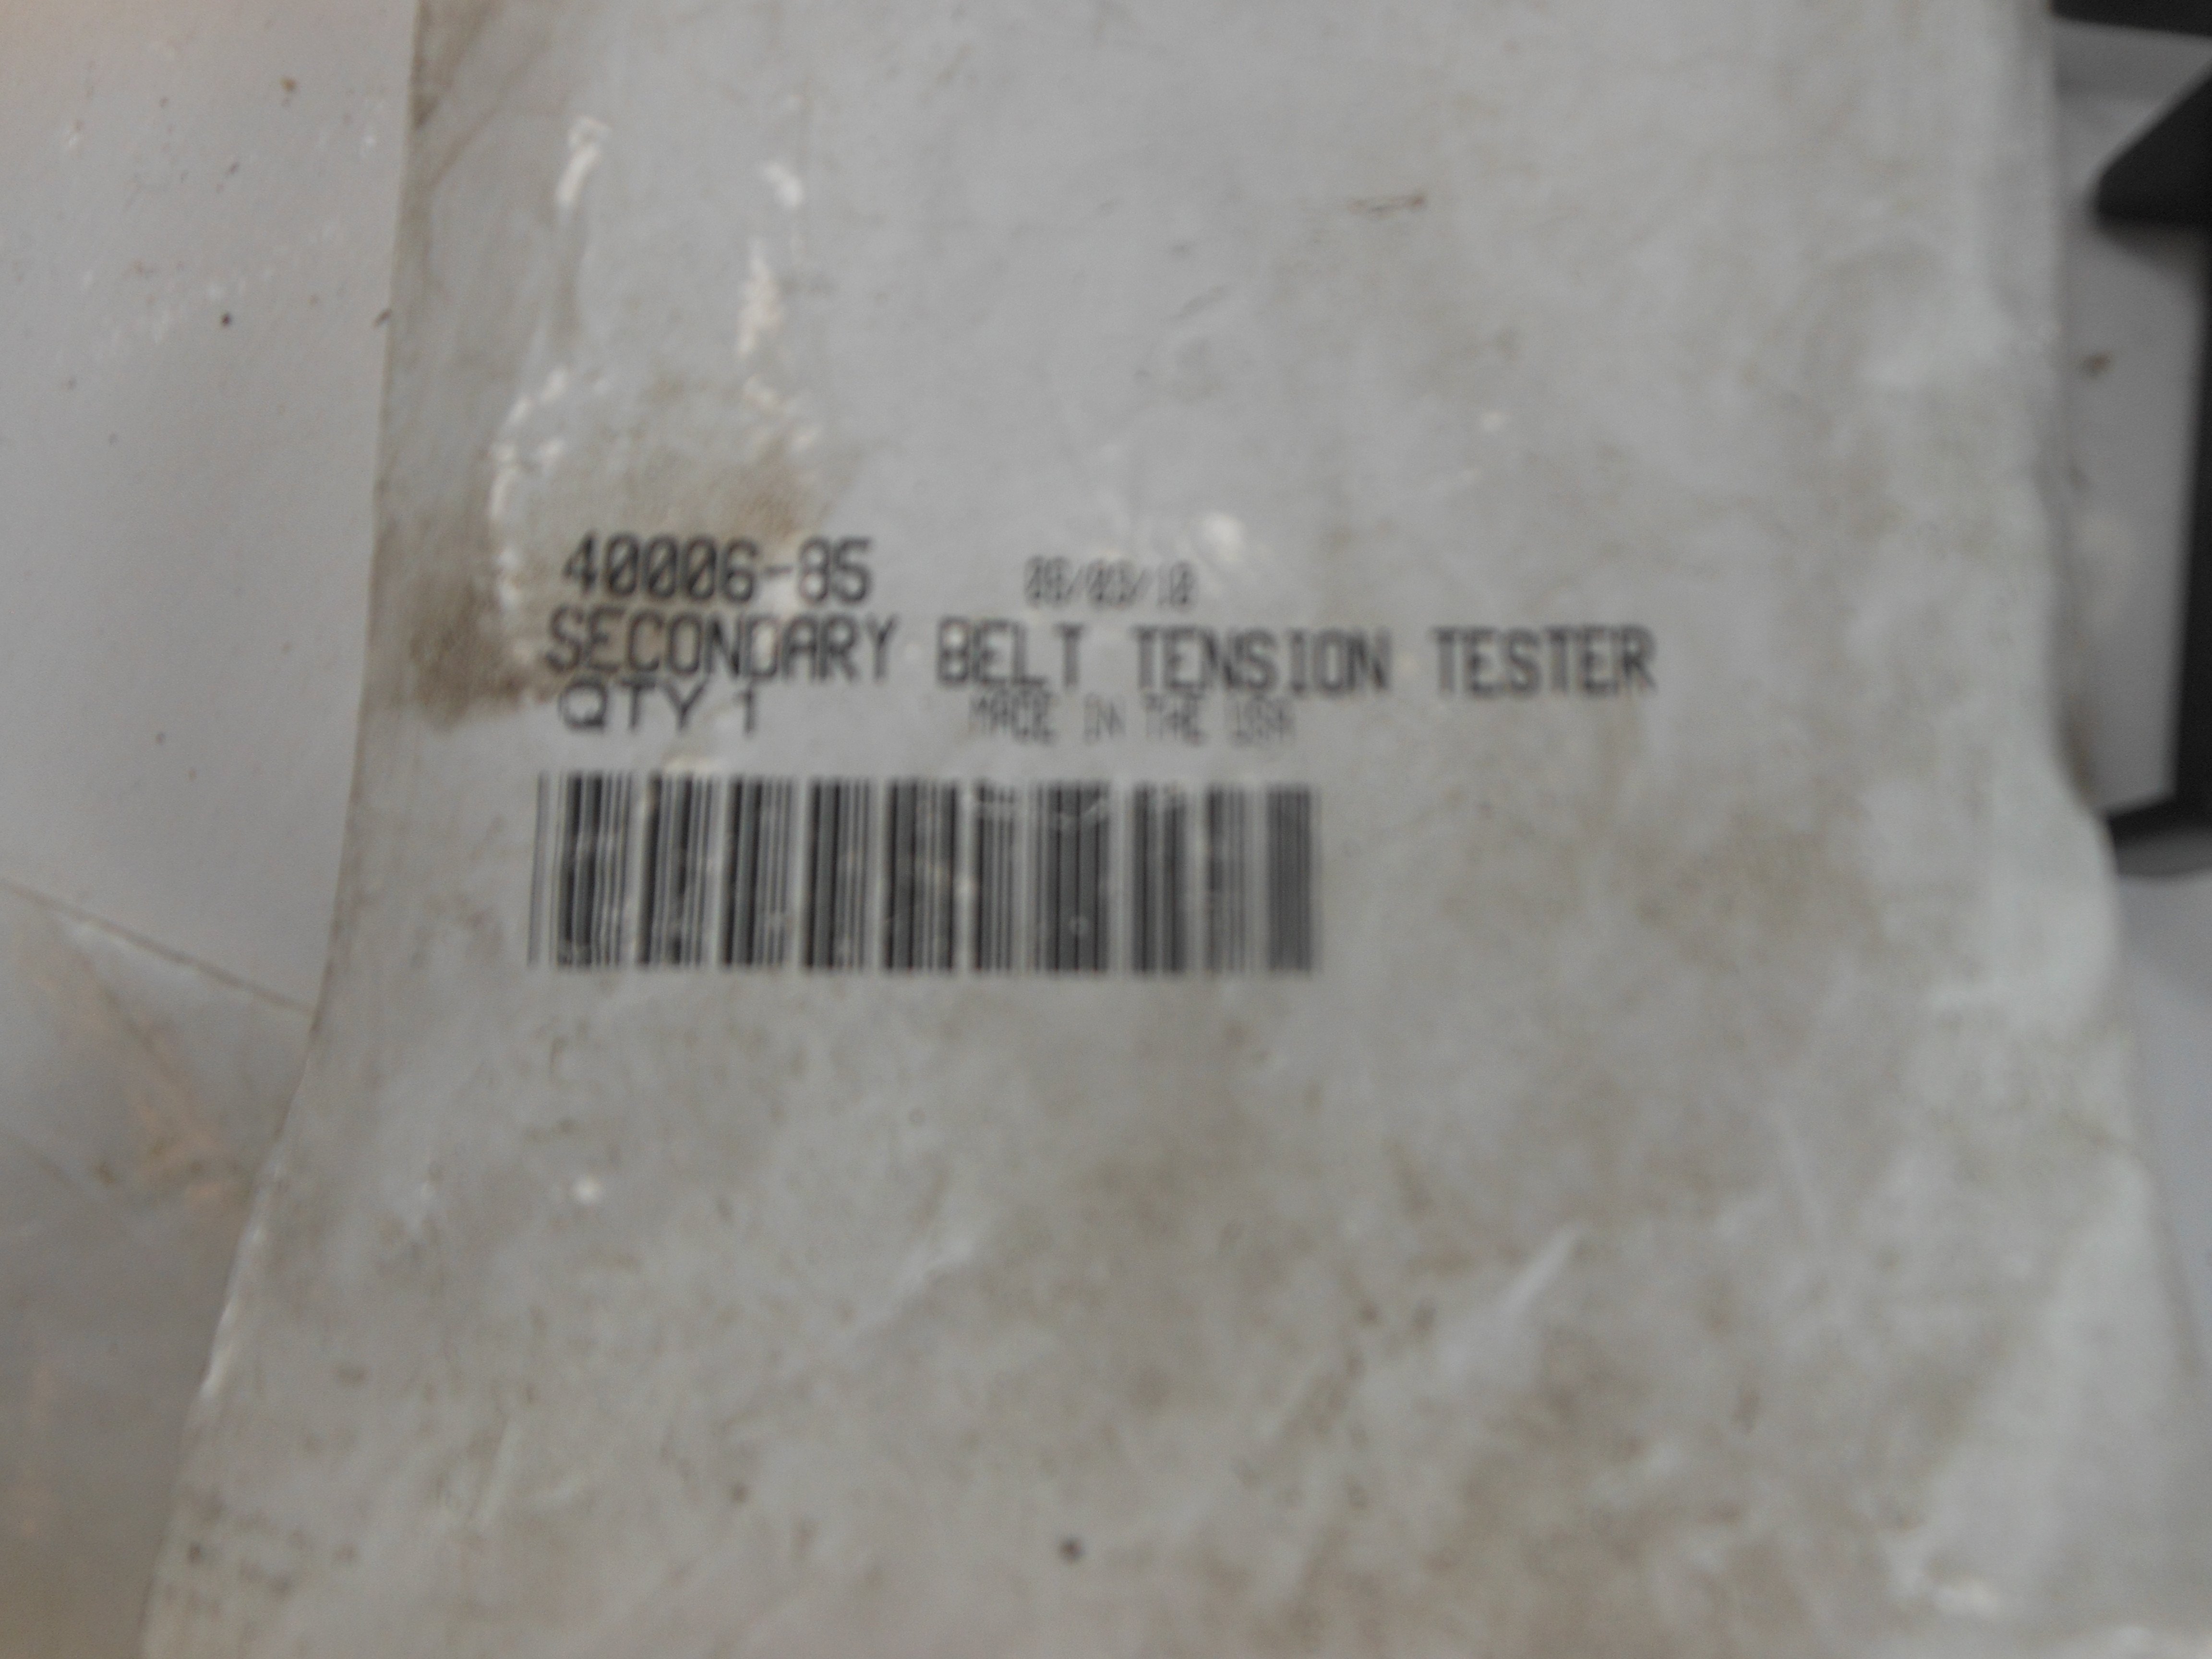 40006-85
SECONDARY BELT TENSION TESTER
QTY 1 MADE IN THE USA